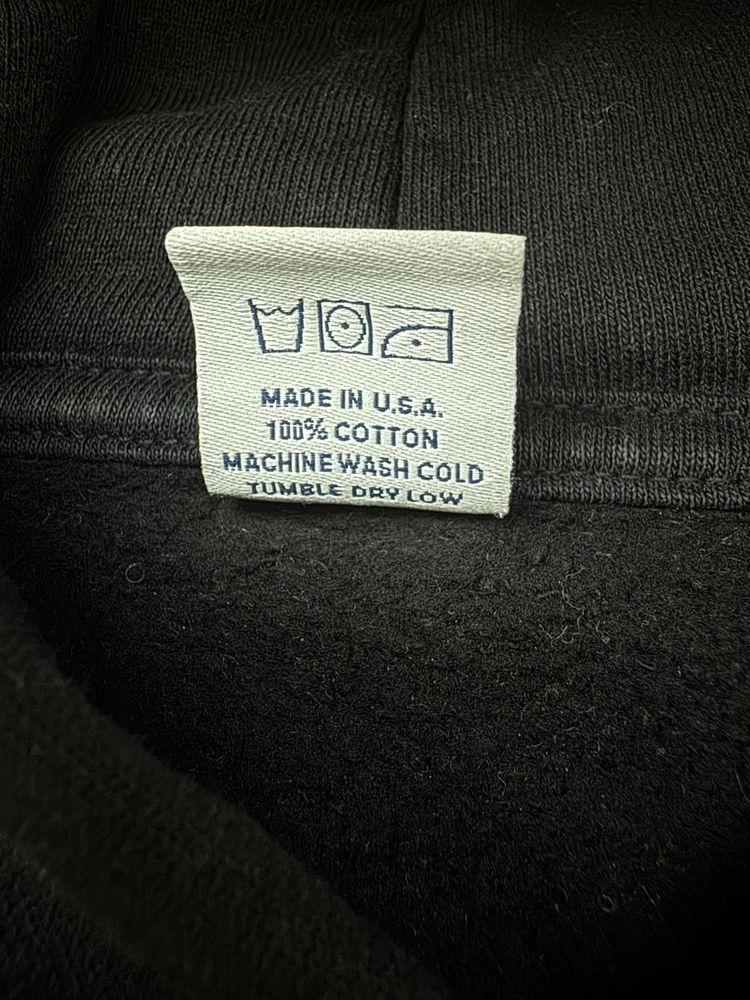 MADE IN U.S.A.
100% COTTON
MACHINE WASH COLD
TUMBLE DRY LOW